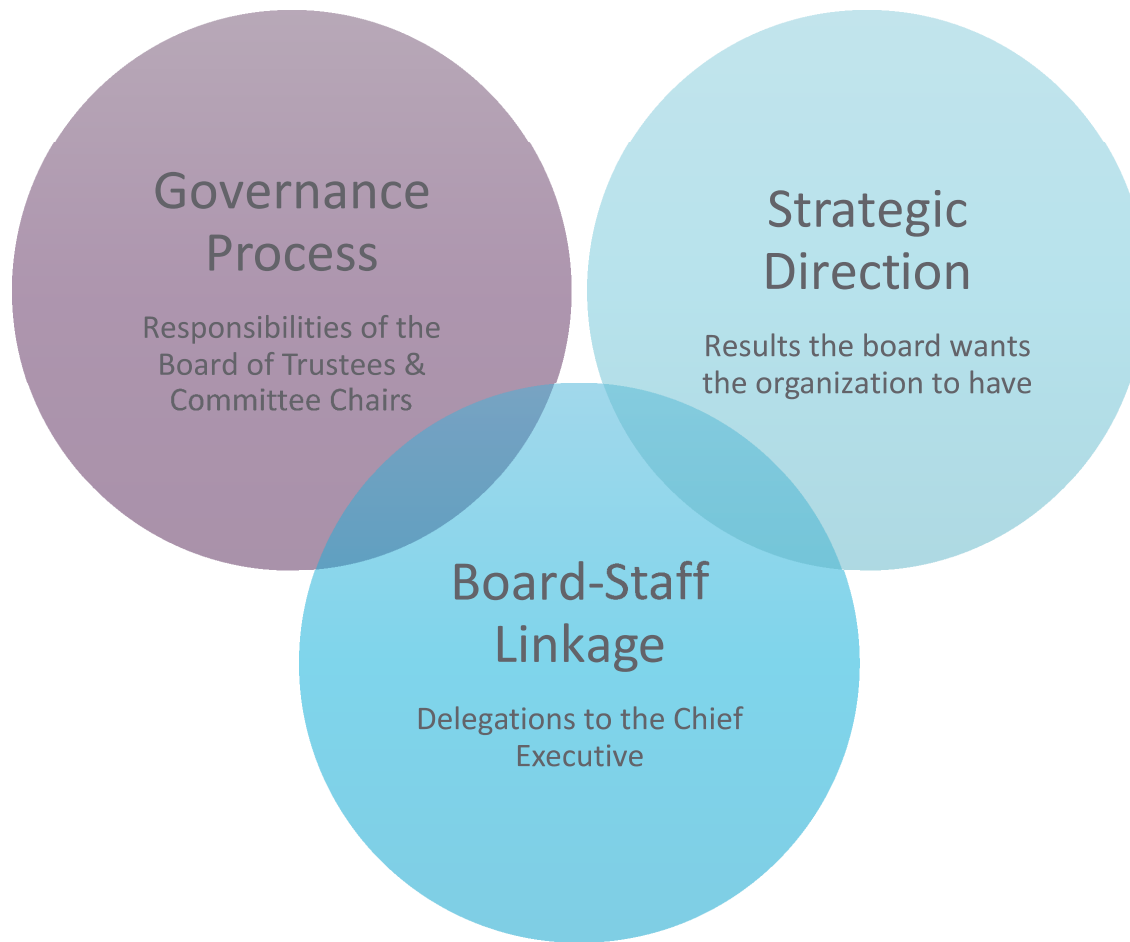 Governance
Process
Responsibilities of the
Board of Trustees &
Committee Chairs
Strategic
Direction
Results the board wants
the organization to have
Board-Staff
Linkage
Delegations to the Chief
Executive